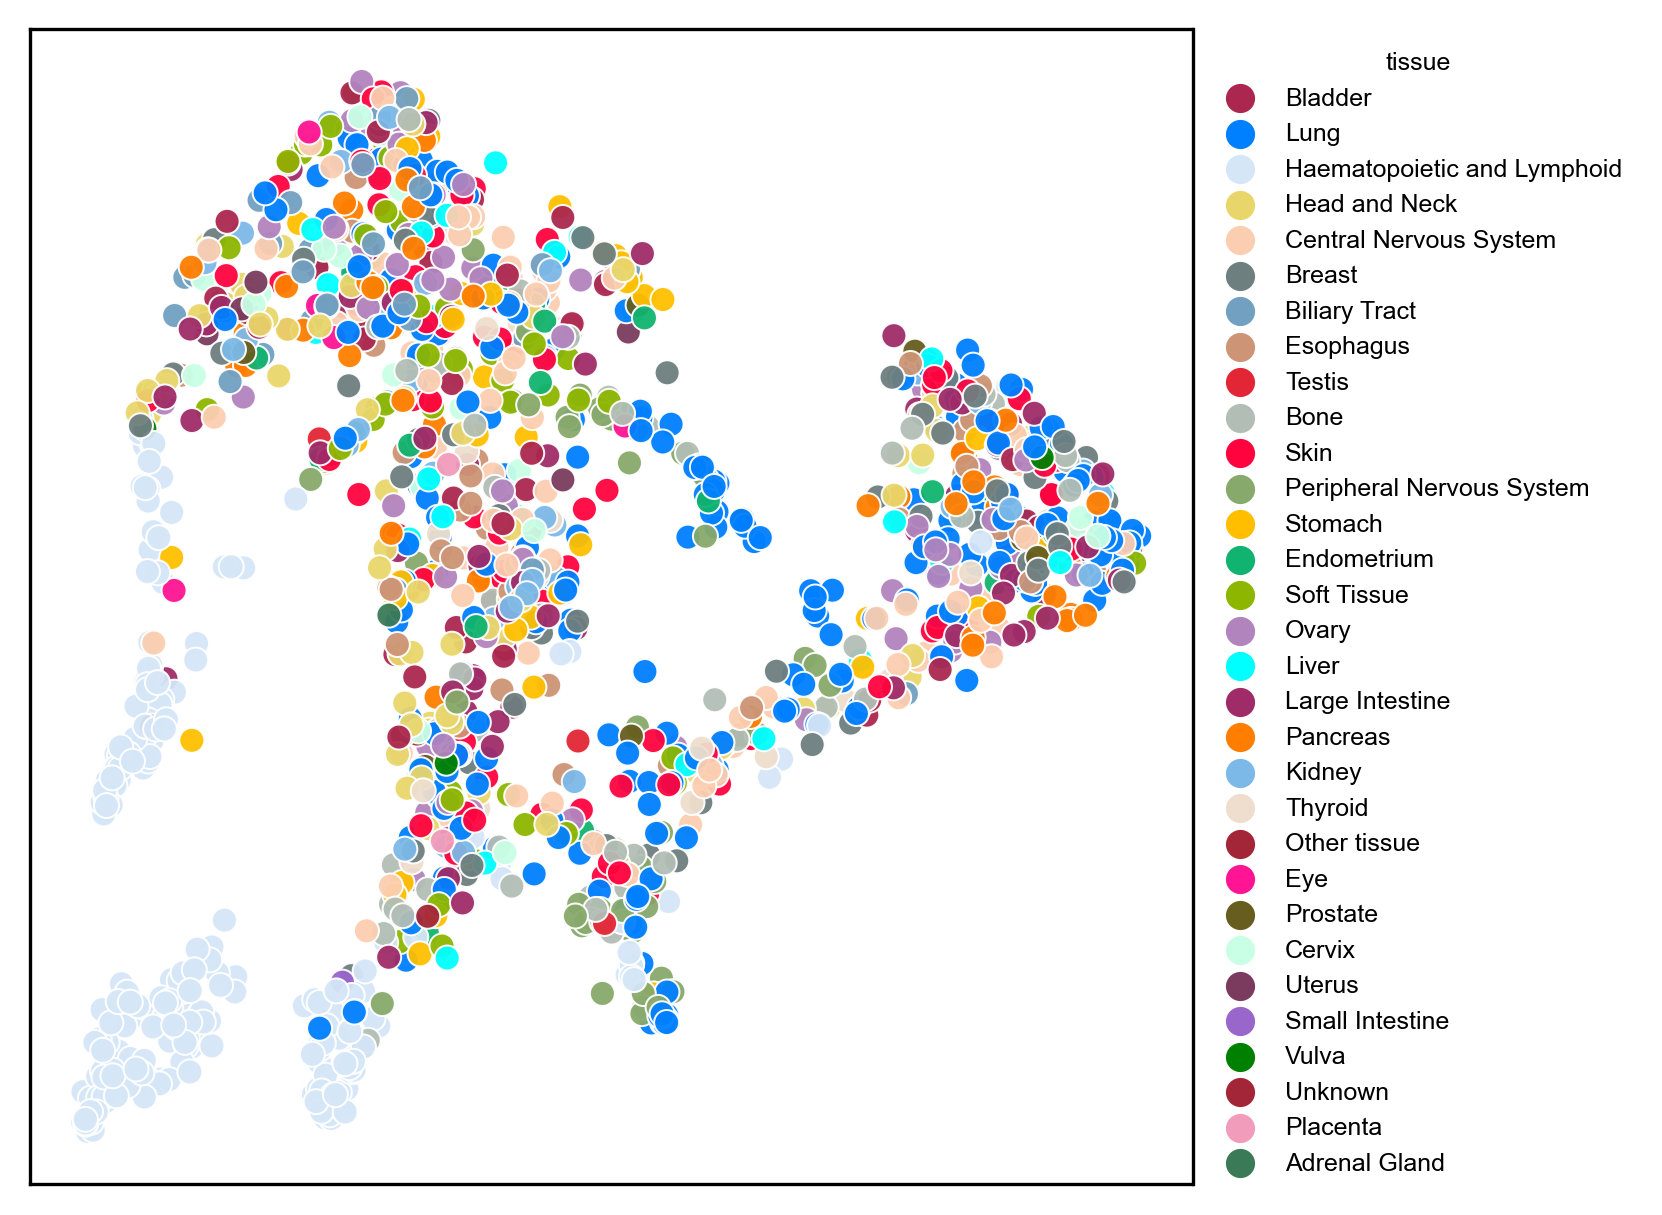 tissue
Bladder
Lung
Haematopoietic and Lymphoid
Head and Neck
Central Nervous System
Breast
Biliary Tract
Esophagus
Testis
Bone
Skin
Peripheral Nervous System
Stomach
Endometrium
Soft Tissue
Ovary
Liver
Large Intestine
Pancreas
Kidney
Thyroid
Other tissue
Eye
Prostate
Cervix
Uterus
Small Intestine
Vulva
Unknown
Placenta
Adrenal Gland